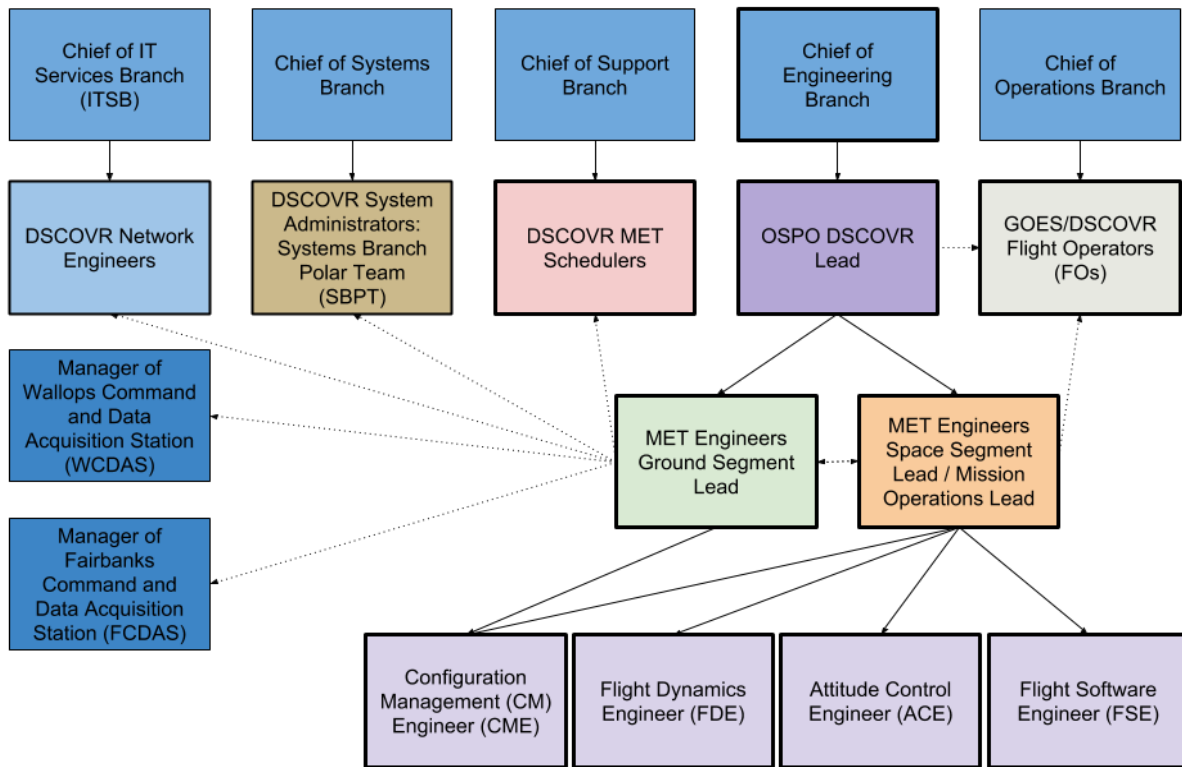 Chief of IT
Services Branch
(ITSB)
Chief of Systems
Branch
Chief of Support
Branch
Chief of
Engineering
Branch
Chief of
Operations Branch
DSCOVR Network
Engineers
DSCOVR System
Administrators:
Systems Branch
Polar Team
(SBPT)
DSCOVR MET
Schedulers
OSPO DSCOVR
Lead
GOES/DSCOVR
Flight Operators
(FOs)
Manager of
Wallops Command
and Data
Acquisition Station
(WCDAS)
MET Engineers
Ground Segment
Lead
MET Engineers
Space Segment
Lead / Mission
Operations Lead
Manager of
Fairbanks
Command and
Data Acquisition
Station (FCDAS)
Configuration
Management (CM)
Engineer (CME)
Flight Dynamics
Engineer (FDE)
Attitude Control
Engineer (ACE)
Flight Software
Engineer (FSE)